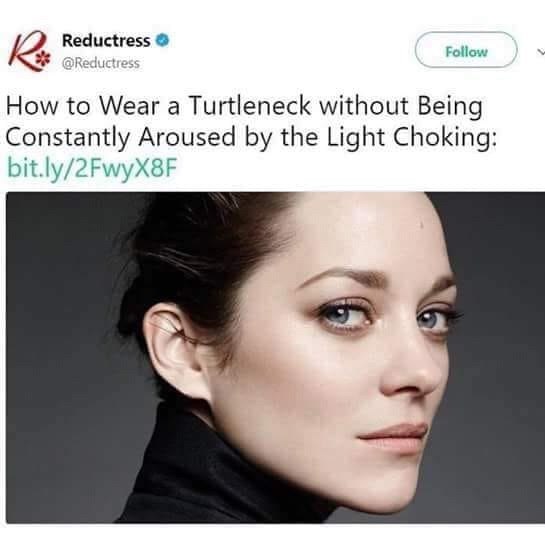 Reductress
@Reductress
Follow
How to Wear a Turtleneck without Being
Constantly Aroused by the Light Choking:
bit.ly/2FwyX8F